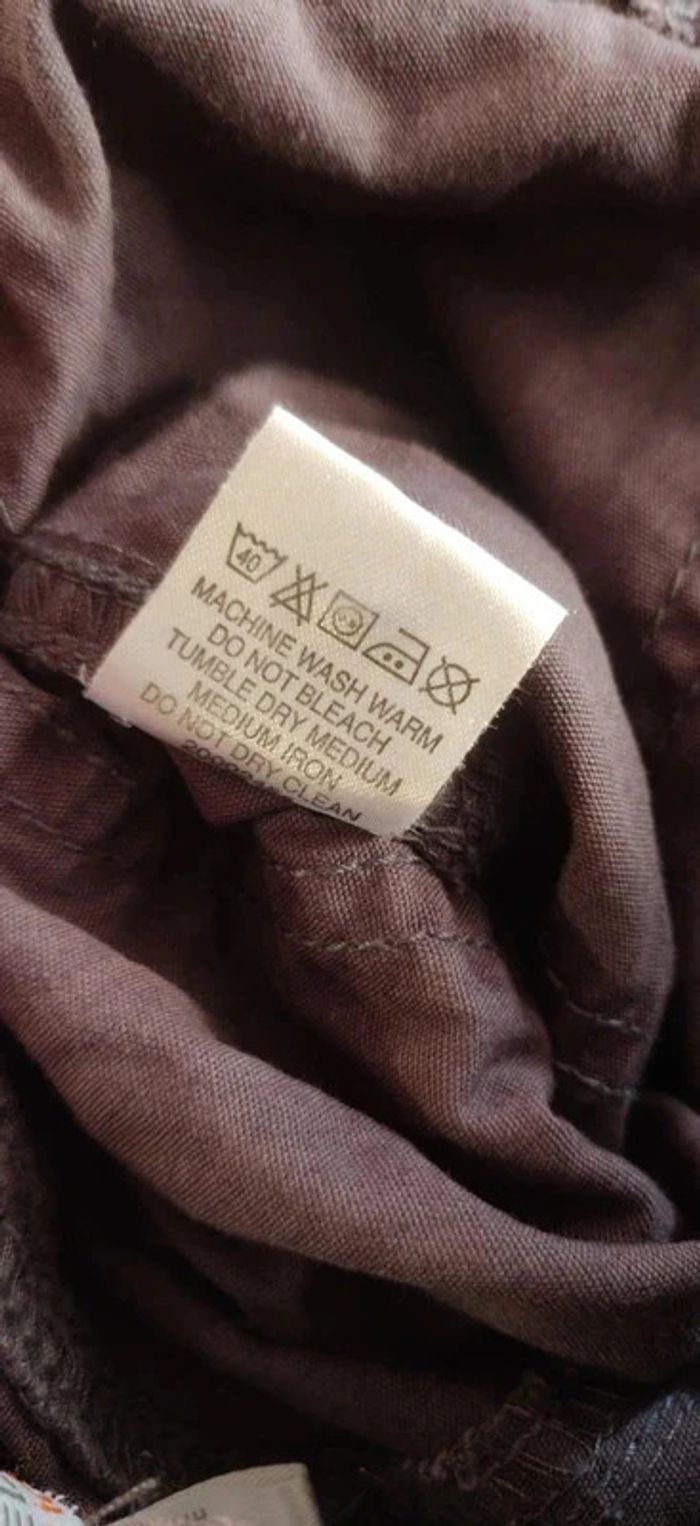 40
MACHINE WASH WARM
DO NOT BLEACH
TUMBLE DRY MEDIUM
MEDIUM IRON
DO NOT DRY CLEAN